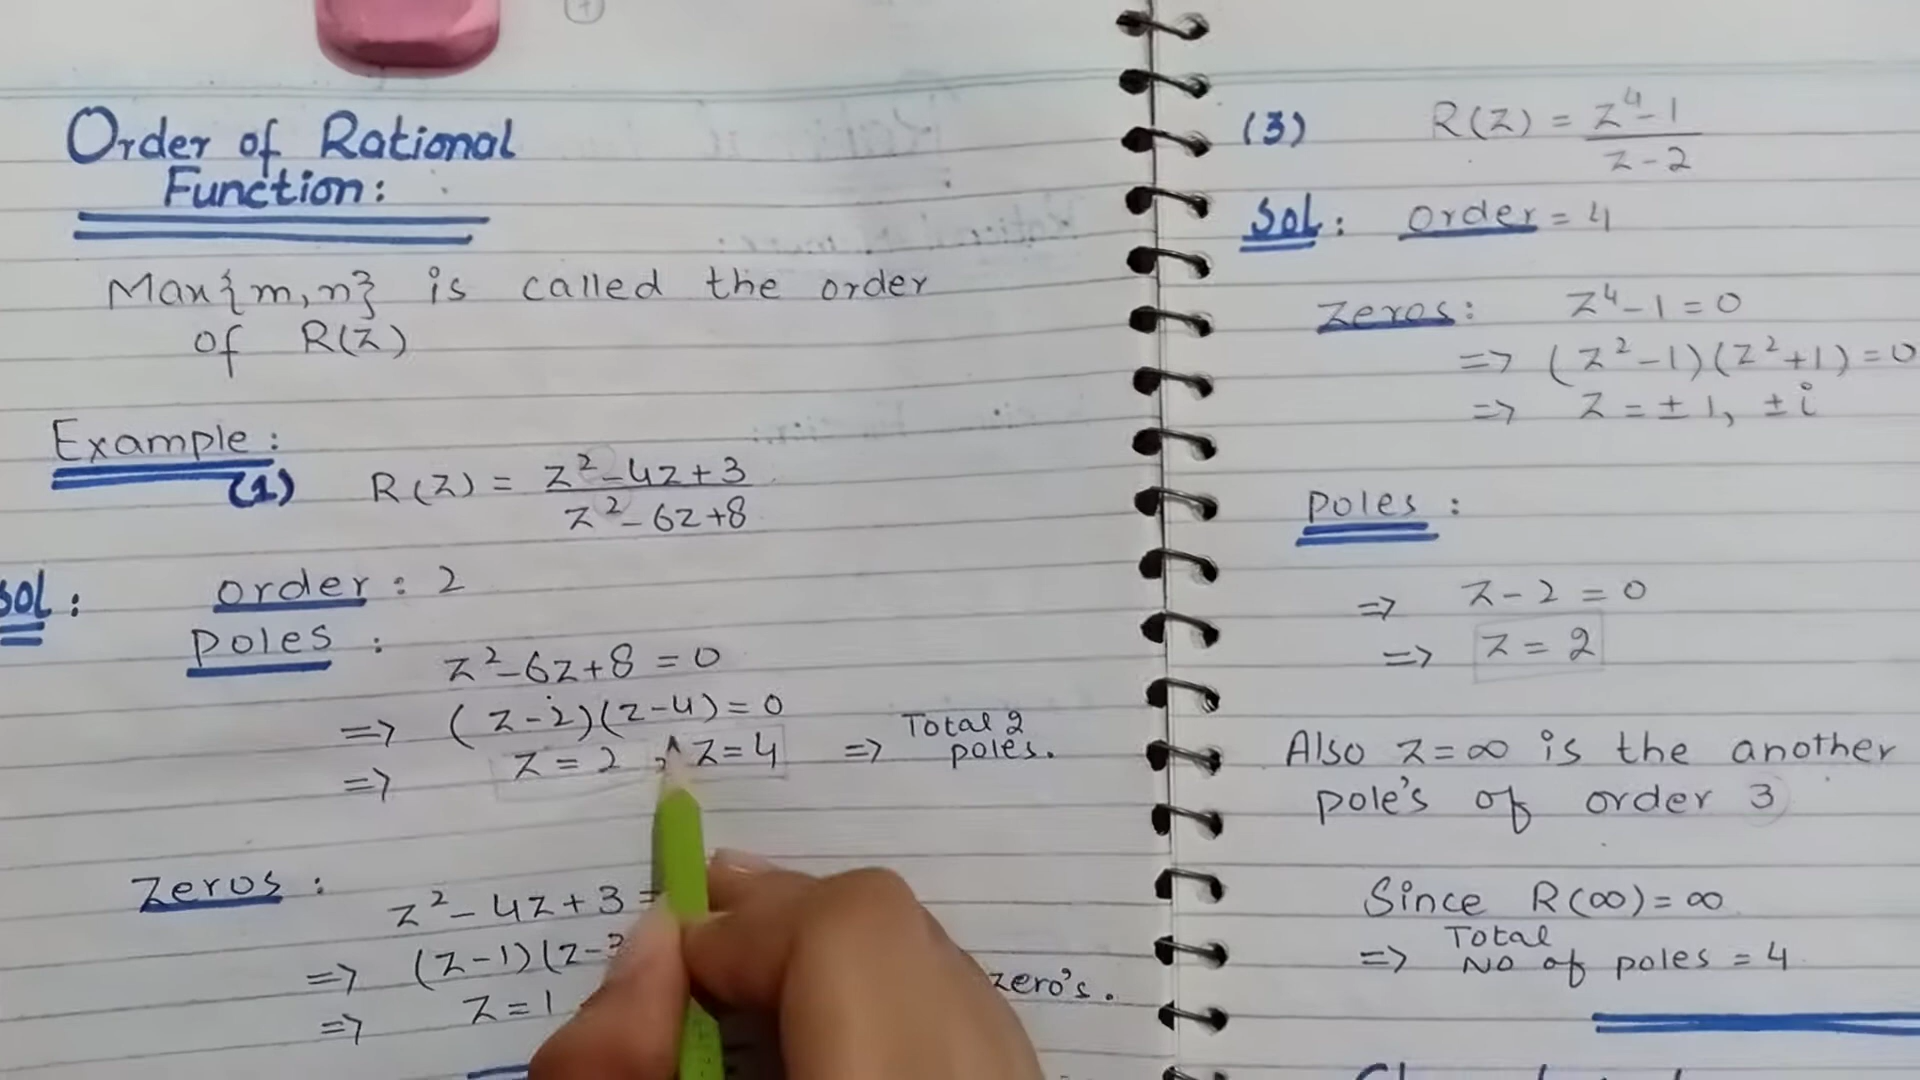 Order of Rational
Function:
Max{m,n} is called the order
of R(z)
Example:
(1) R(z) = z² - 4z + 3 / z² - 6z + 8
Sol: order : 2
Poles :
z² - 6z + 8 = 0
=> (z - 2)(z - 4) = 0
=> z = 2 , z = 4 => Total 2 poles.
Zeros :
z² - 4z + 3 =
=> (z - 1)(z - 3
=> z = 1
zero's.
(3) R(z) = z⁴ - 1 / z - 2
Sol: order = 4
Zeros: z⁴ - 1 = 0
=> (z² - 1)(z² + 1) = 0
=> z = ± 1, ± i
Poles :
=> z - 2 = 0
=> z = 2
Also z = ∞ is the another
pole's of order 3
Since R(∞) = ∞
=> Total No of poles = 4